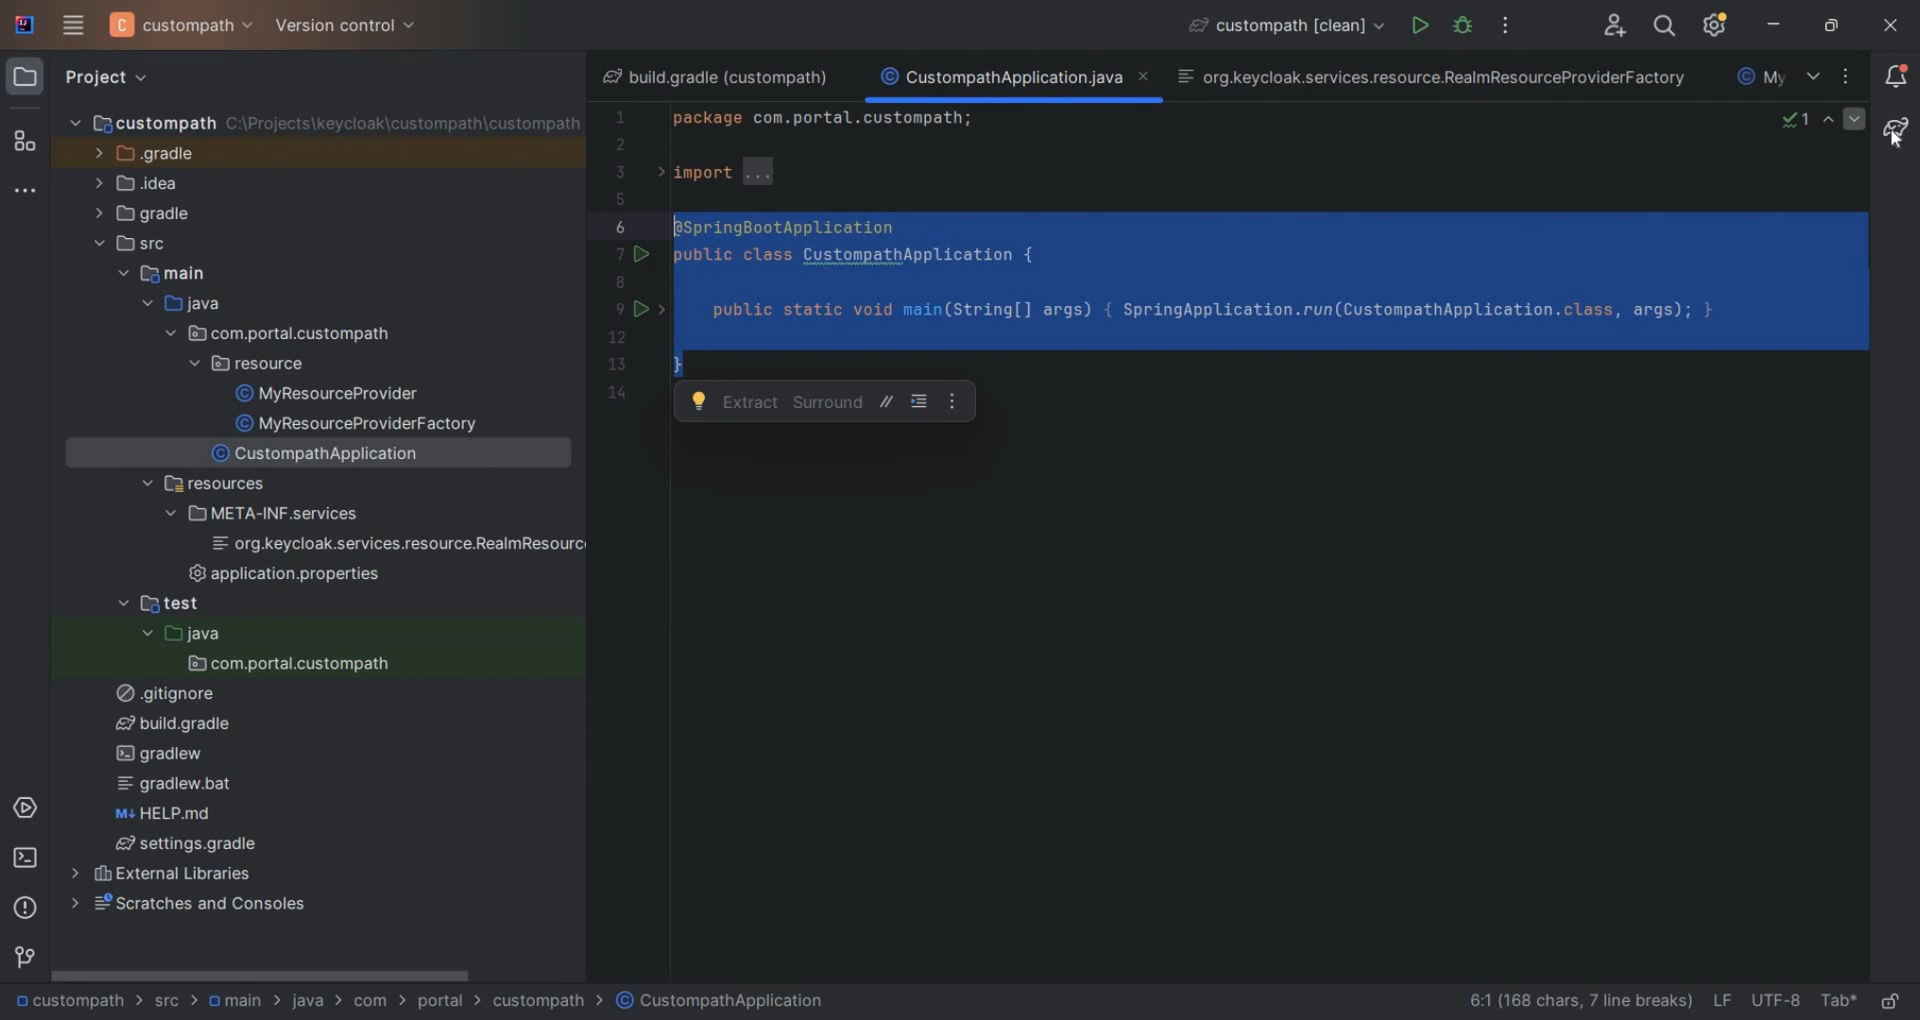 C custompath Version control custompath [clean]
Project build.gradle (custompath) CustompathApplication.java org.keycloak.services.resource.RealmResourceProviderFactory My
custompath C:\Projects\keycloak\custompath\custompath
.gradle
.idea
gradle
src
main
java
com.portal.custompath
resource
MyResourceProvider
MyResourceProviderFactory
CustompathApplication
resources
META-INF.services
org.keycloak.services.resource.RealmResourc
application.properties
test
java
com.portal.custompath
.gitignore
build.gradle
gradlew
gradlew.bat
M↓ HELP.md
settings.gradle
External Libraries
Scratches and Consoles
1 package com.portal.custompath; 1
2
3 import ...
5
6 @SpringBootApplication
7 public class CustompathApplication {
8
9 public static void main(String[] args) { SpringApplication.run(CustompathApplication.class, args); }
12
13 }
14
Extract Surround //
custompath > src > main > java > com > portal > custompath > CustompathApplication 6:1 (168 chars, 7 line breaks) LF UTF-8 Tab*